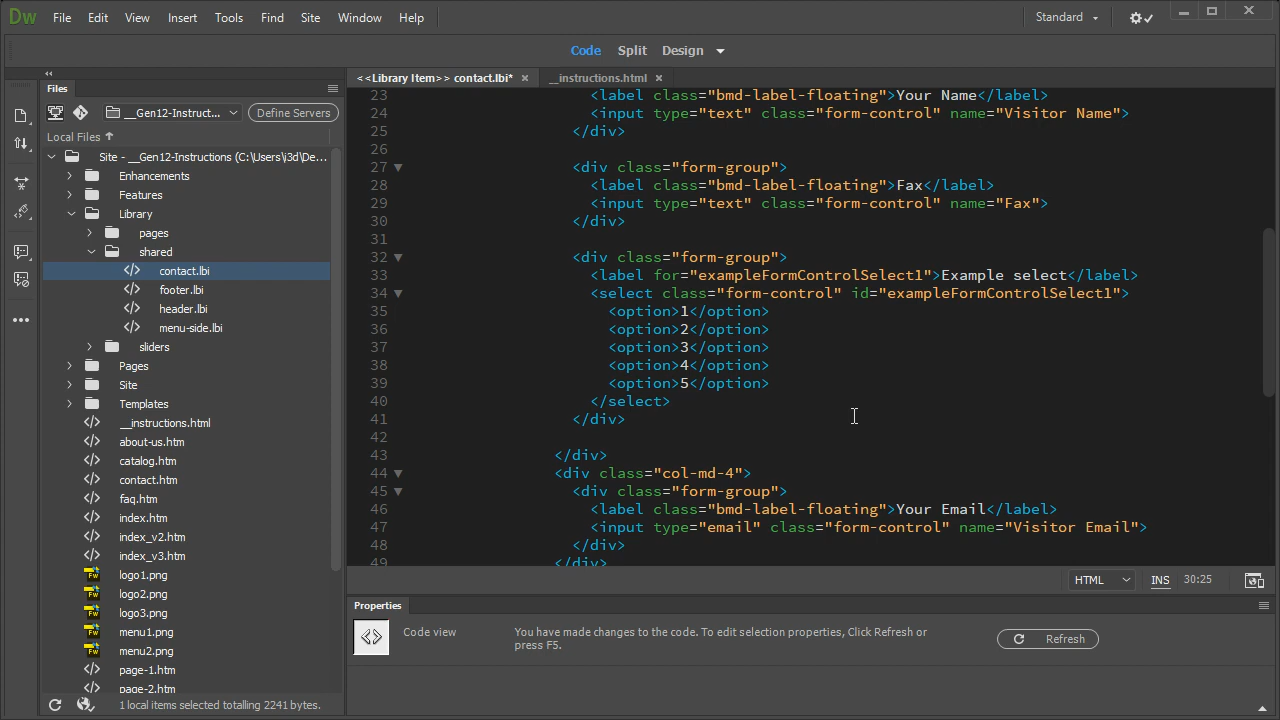 Dw File Edit View Insert Tools Find Site Window Help Standard
Code Split Design
Files
__Gen12-Instruct... Define Servers
Local Files
Site - __Gen12-Instructions (C:\Users\j3d\De...
Enhancements
Features
Library
pages
shared
contact.lbi
footer.lbi
header.lbi
menu-side.lbi
sliders
Pages
Site
Templates
__instructions.html
about-us.htm
catalog.htm
contact.htm
faq.htm
index.htm
index_v2.htm
index_v3.htm
logo1.png
logo2.png
logo3.png
menu1.png
menu2.png
page-1.htm
page-2.htm
1 local items selected totalling 2241 bytes.
<<Library Item>> contact.lbi* __instructions.html
23 <label class="bmd-label-floating">Your Name</label>
24 <input type="text" class="form-control" name="Visitor Name">
25 </div>
26
27 <div class="form-group">
28 <label class="bmd-label-floating">Fax</label>
29 <input type="text" class="form-control" name="Fax">
30 </div>
31
32 <div class="form-group">
33 <label for="exampleFormControlSelect1">Example select</label>
34 <select class="form-control" id="exampleFormControlSelect1">
35 <option>1</option>
36 <option>2</option>
37 <option>3</option>
38 <option>4</option>
39 <option>5</option>
40 </select>
41 </div>
42
43 </div>
44 <div class="col-md-4">
45 <div class="form-group">
46 <label class="bmd-label-floating">Your Email</label>
47 <input type="email" class="form-control" name="Visitor Email">
48 </div>
49 </div>
HTML INS 30:25
Properties
Code view You have made changes to the code. To edit selection properties, Click Refresh or
press F5.
Refresh